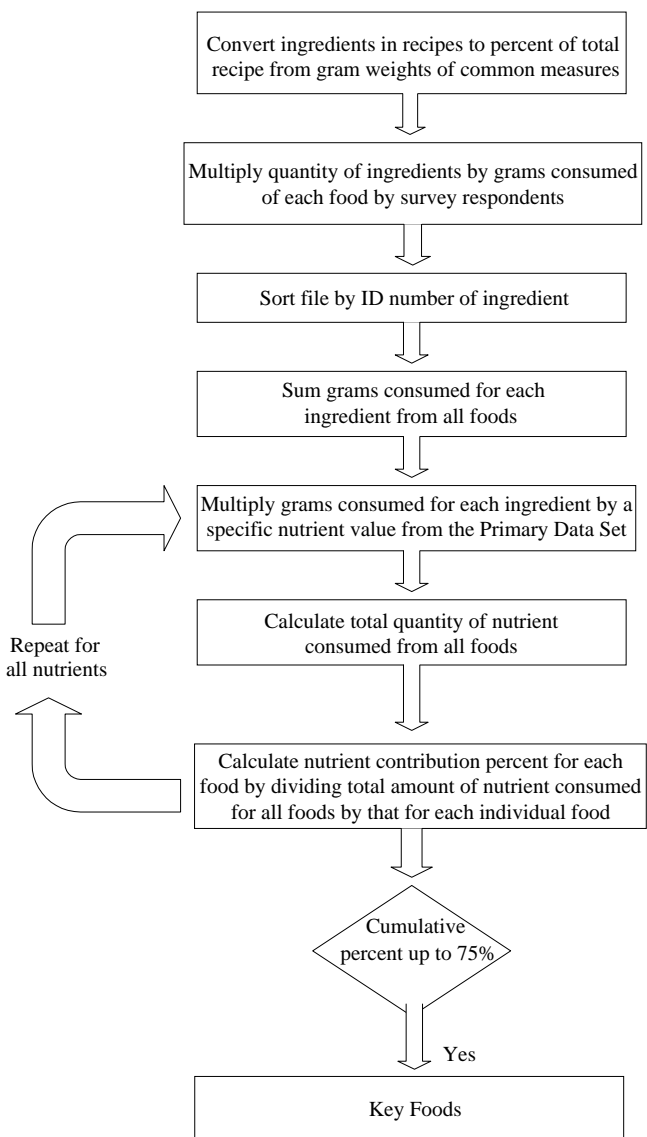 Convert ingredients in recipes to percent of total
recipe from gram weights of common measures
Multiply quantity of ingredients by grams consumed
of each food by survey respondents
Sort file by ID number of ingredient
Sum grams consumed for each
ingredient from all foods
Multiply grams consumed for each ingredient by a
specific nutrient value from the Primary Data Set
Calculate total quantity of nutrient
consumed from all foods
Repeat for
all nutrients
Calculate nutrient contribution percent for each
food by dividing total amount of nutrient consumed
for all foods by that for each individual food
Cumulative
percent up to 75%
Yes
Key Foods